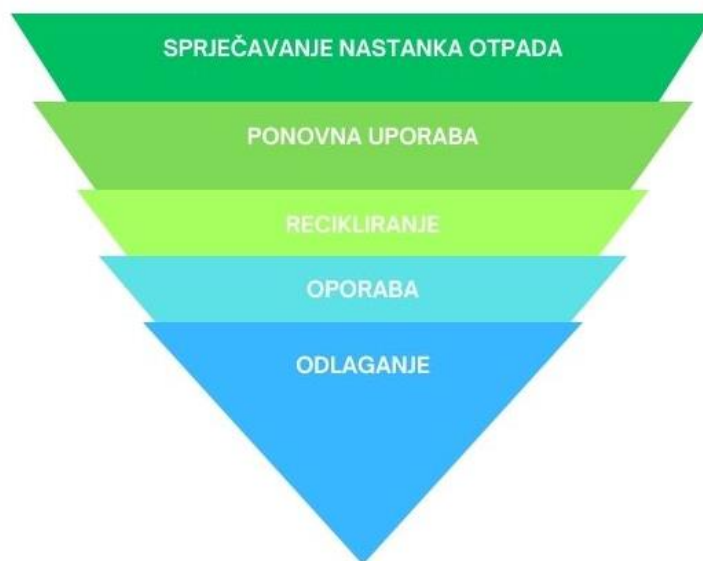 SPRJEČAVANJE NASTANKA OTPADA
PONOVNA UPORABA
RECIKLIRANJE
OPORABA
ODLAGANJE